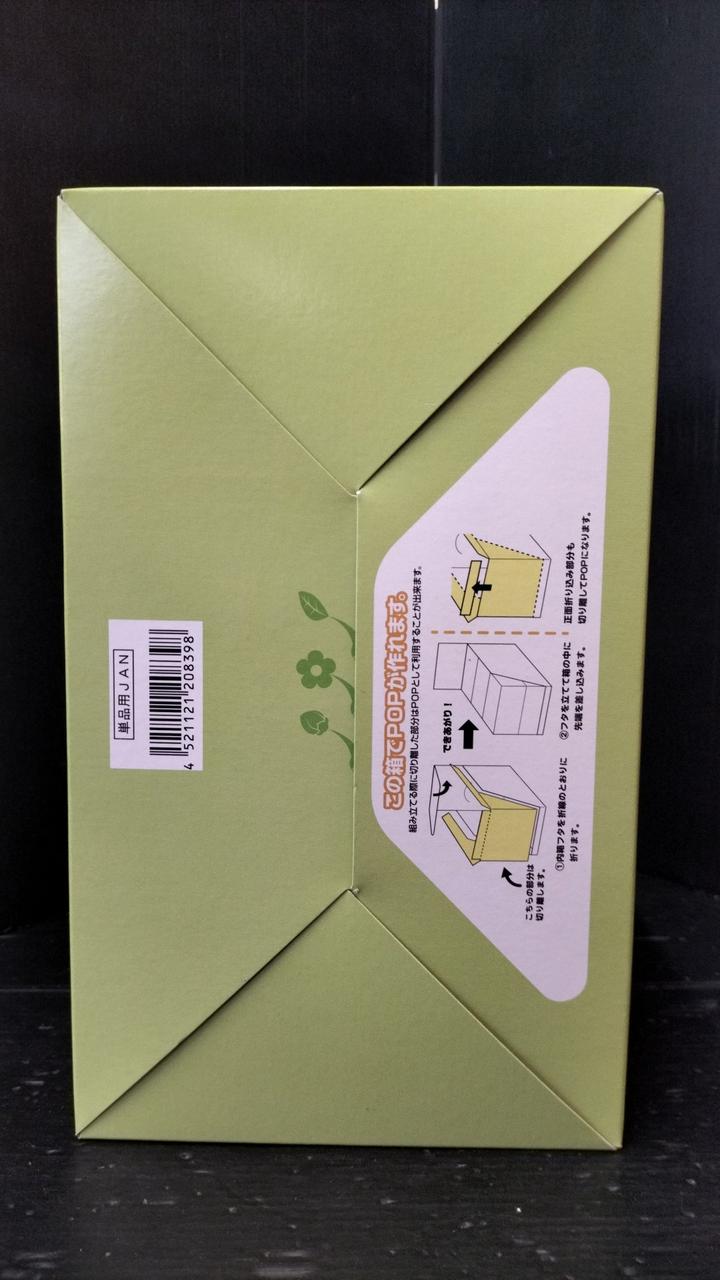 単品用JAN
4 521121 208398
この箱でPOPが作れます。
組み立てる際に切り離した部分はPOPとして利用することが出来ます。
こちらの部分は
切り離します。
①内箱フタを折線のとおりに
折ります。
できあがり!
②フタを立てて箱の中に
先端を差し込みます。
正面折り込み部分も
切り離してPOPになります。